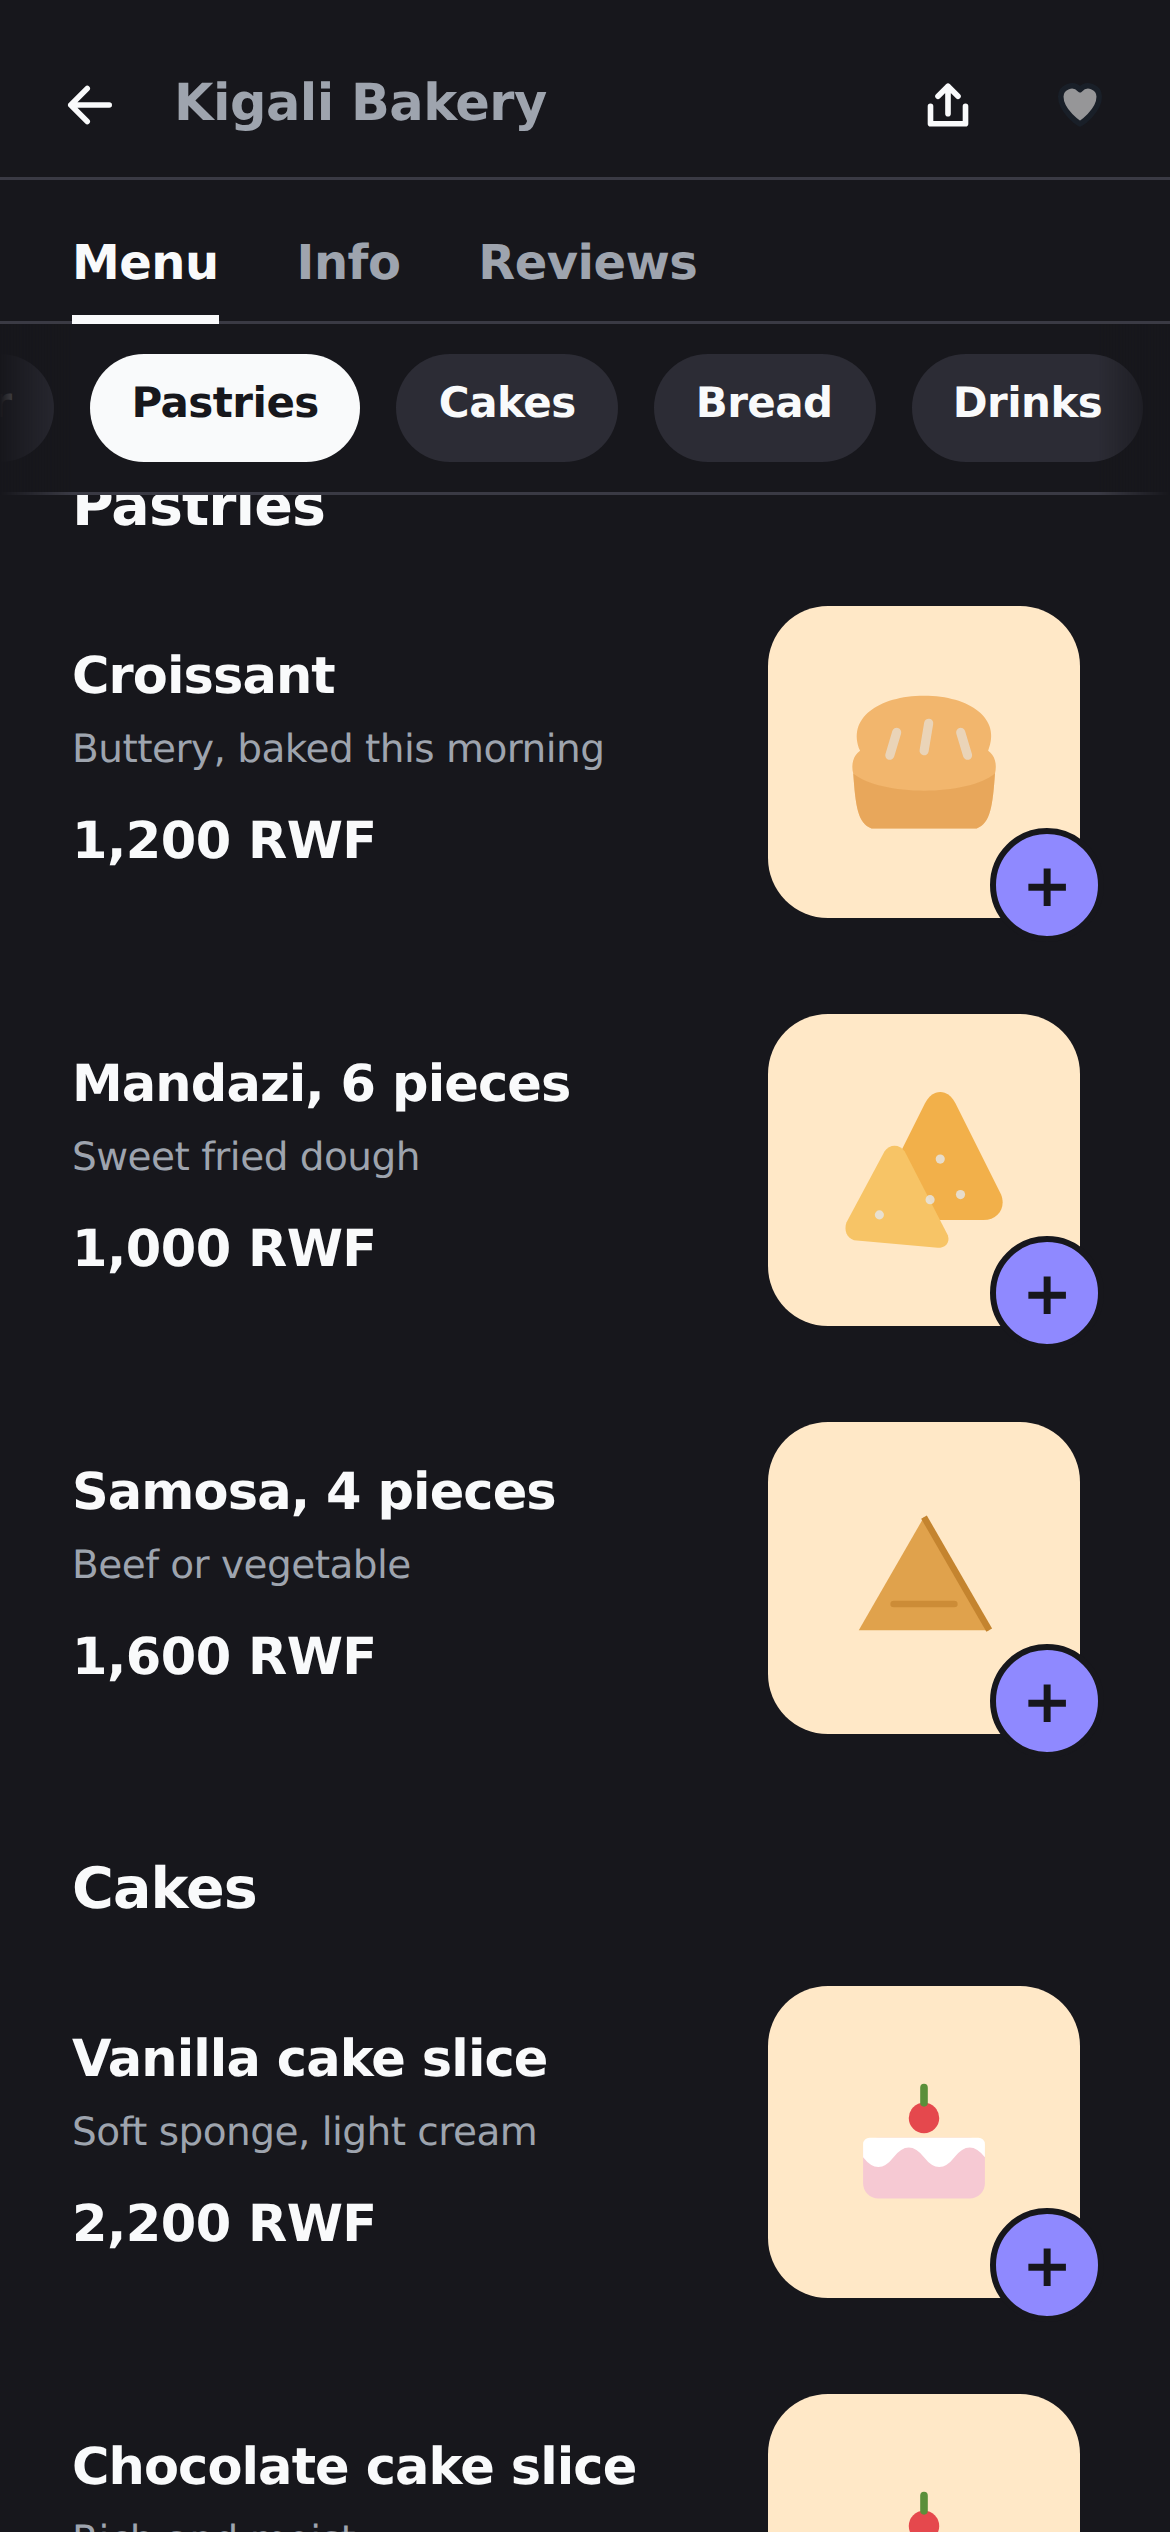 Kigali Bakery
Menu Info Reviews
Pastries Cakes Bread Drinks
Pastries
Croissant
Buttery, baked this morning
1,200 RWF
Mandazi, 6 pieces
Sweet fried dough
1,000 RWF
Samosa, 4 pieces
Beef or vegetable
1,600 RWF
Cakes
Vanilla cake slice
Soft sponge, light cream
2,200 RWF
Chocolate cake slice